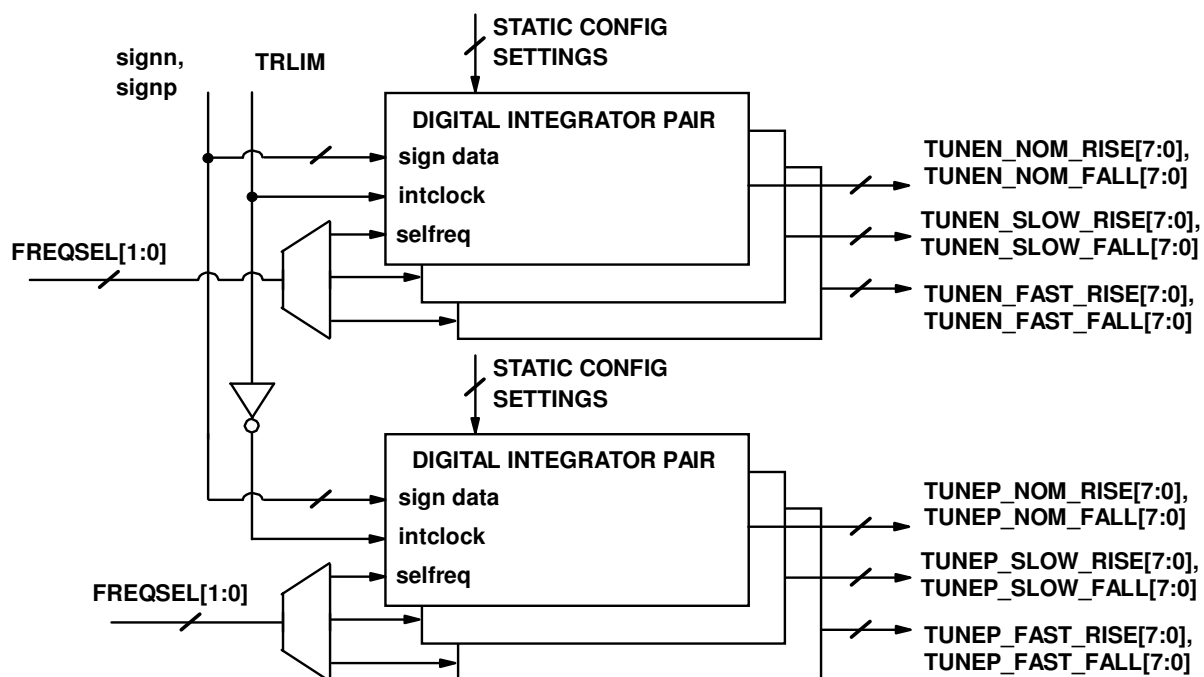 STATIC CONFIG
SETTINGS
signn,
signp
TRLIM
DIGITAL INTEGRATOR PAIR
sign data
intclock
selfreq
FREQSEL[1:0]
TUNEN_NOM_RISE[7:0],
TUNEN_NOM_FALL[7:0]
TUNEN_SLOW_RISE[7:0],
TUNEN_SLOW_FALL[7:0]
TUNEN_FAST_RISE[7:0],
TUNEN_FAST_FALL[7:0]
STATIC CONFIG
SETTINGS
DIGITAL INTEGRATOR PAIR
sign data
intclock
selfreq
FREQSEL[1:0]
TUNEP_NOM_RISE[7:0],
TUNEP_NOM_FALL[7:0]
TUNEP_SLOW_RISE[7:0],
TUNEP_SLOW_FALL[7:0]
TUNEP_FAST_RISE[7:0],
TUNEP_FAST_FALL[7:0]